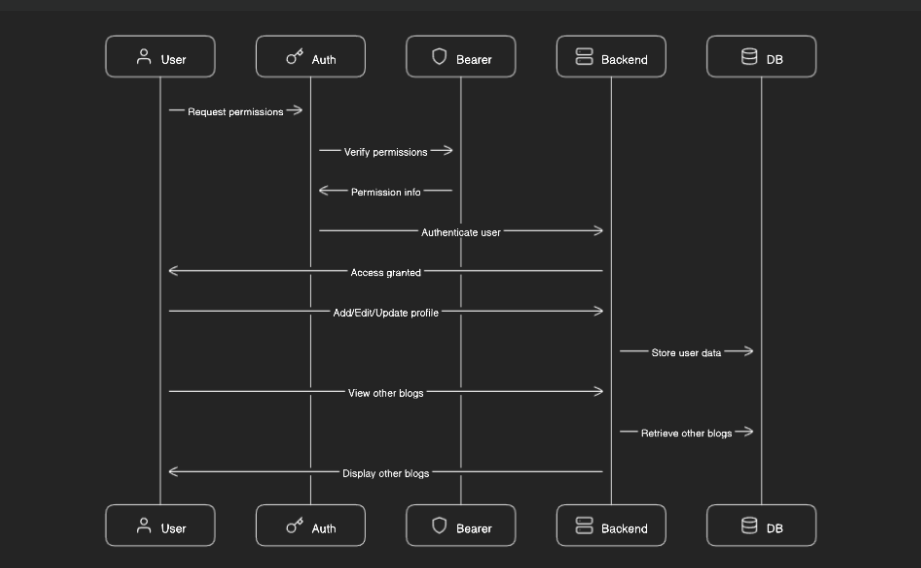 User Auth Bearer Backend DB
Request permissions
Verify permissions
Permission info
Authenticate user
Access granted
Add/Edit/Update profile
Store user data
View other blogs
Retrieve other blogs
Display other blogs
User Auth Bearer Backend DB